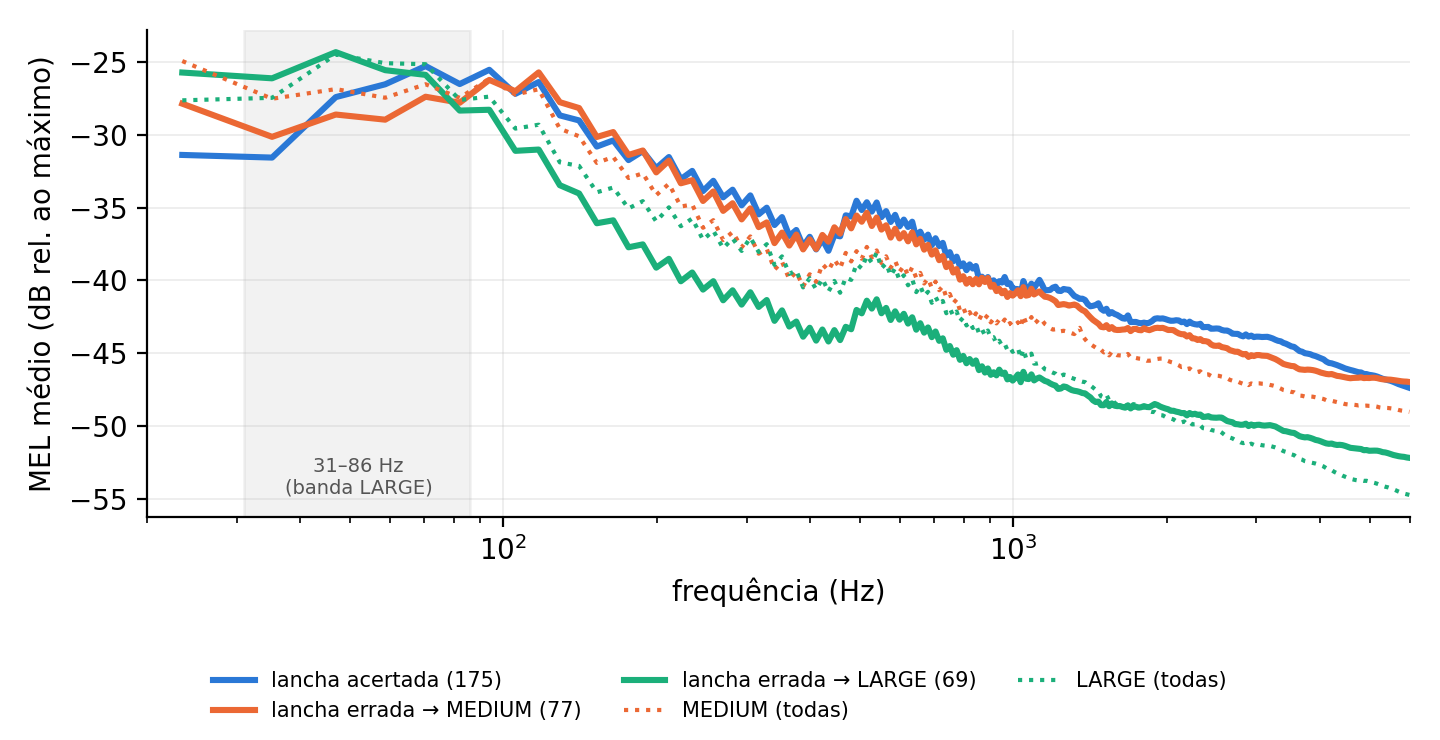 MEL médio (dB rel. ao máximo)
−25
−30
−35
−40
−45
−50
−55
31–86 Hz
(banda LARGE)
10²
10³
frequência (Hz)
lancha acertada (175)
lancha errada → MEDIUM (77)
lancha errada → LARGE (69)
MEDIUM (todas)
LARGE (todas)